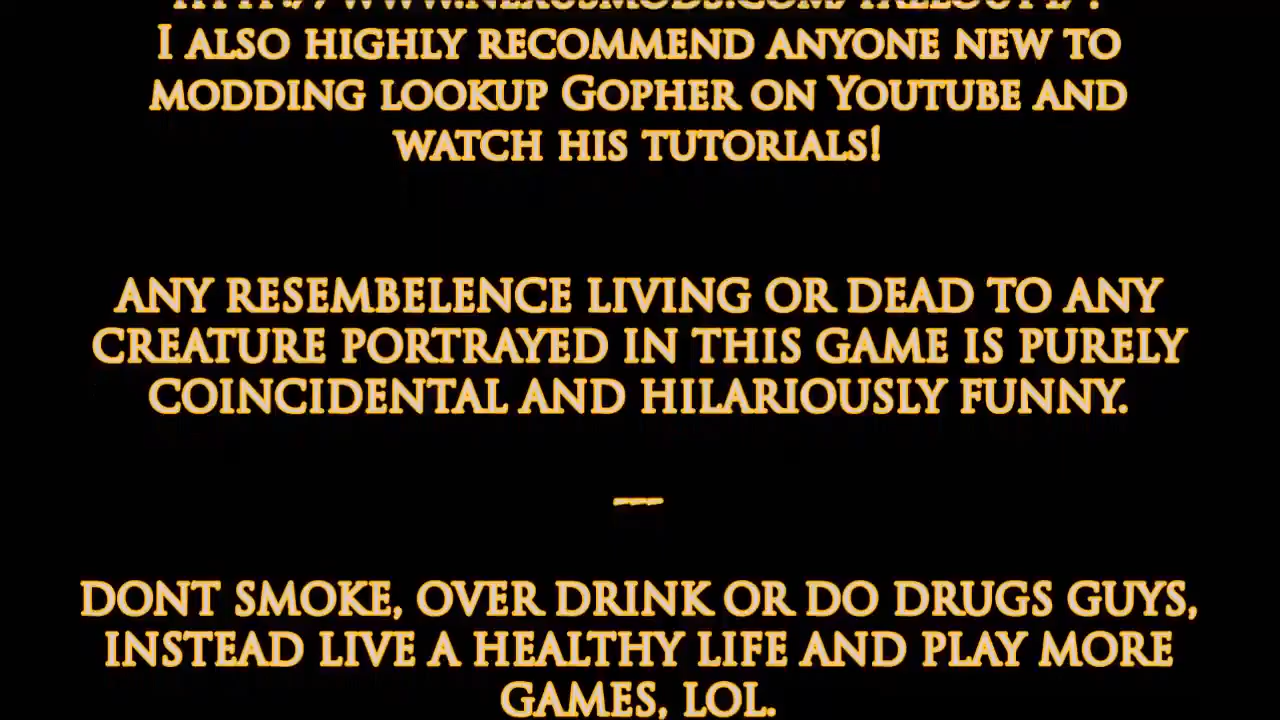 I ALSO HIGHLY RECOMMEND ANYONE NEW TO
MODDING LOOKUP GOPHER ON YOUTUBE AND
WATCH HIS TUTORIALS!
ANY RESEMBELENCE LIVING OR DEAD TO ANY
CREATURE PORTRAYED IN THIS GAME IS PURELY
COINCIDENTAL AND HILARIOUSLY FUNNY.
---
DONT SMOKE, OVER DRINK OR DO DRUGS GUYS,
INSTEAD LIVE A HEALTHY LIFE AND PLAY MORE
GAMES, LOL.